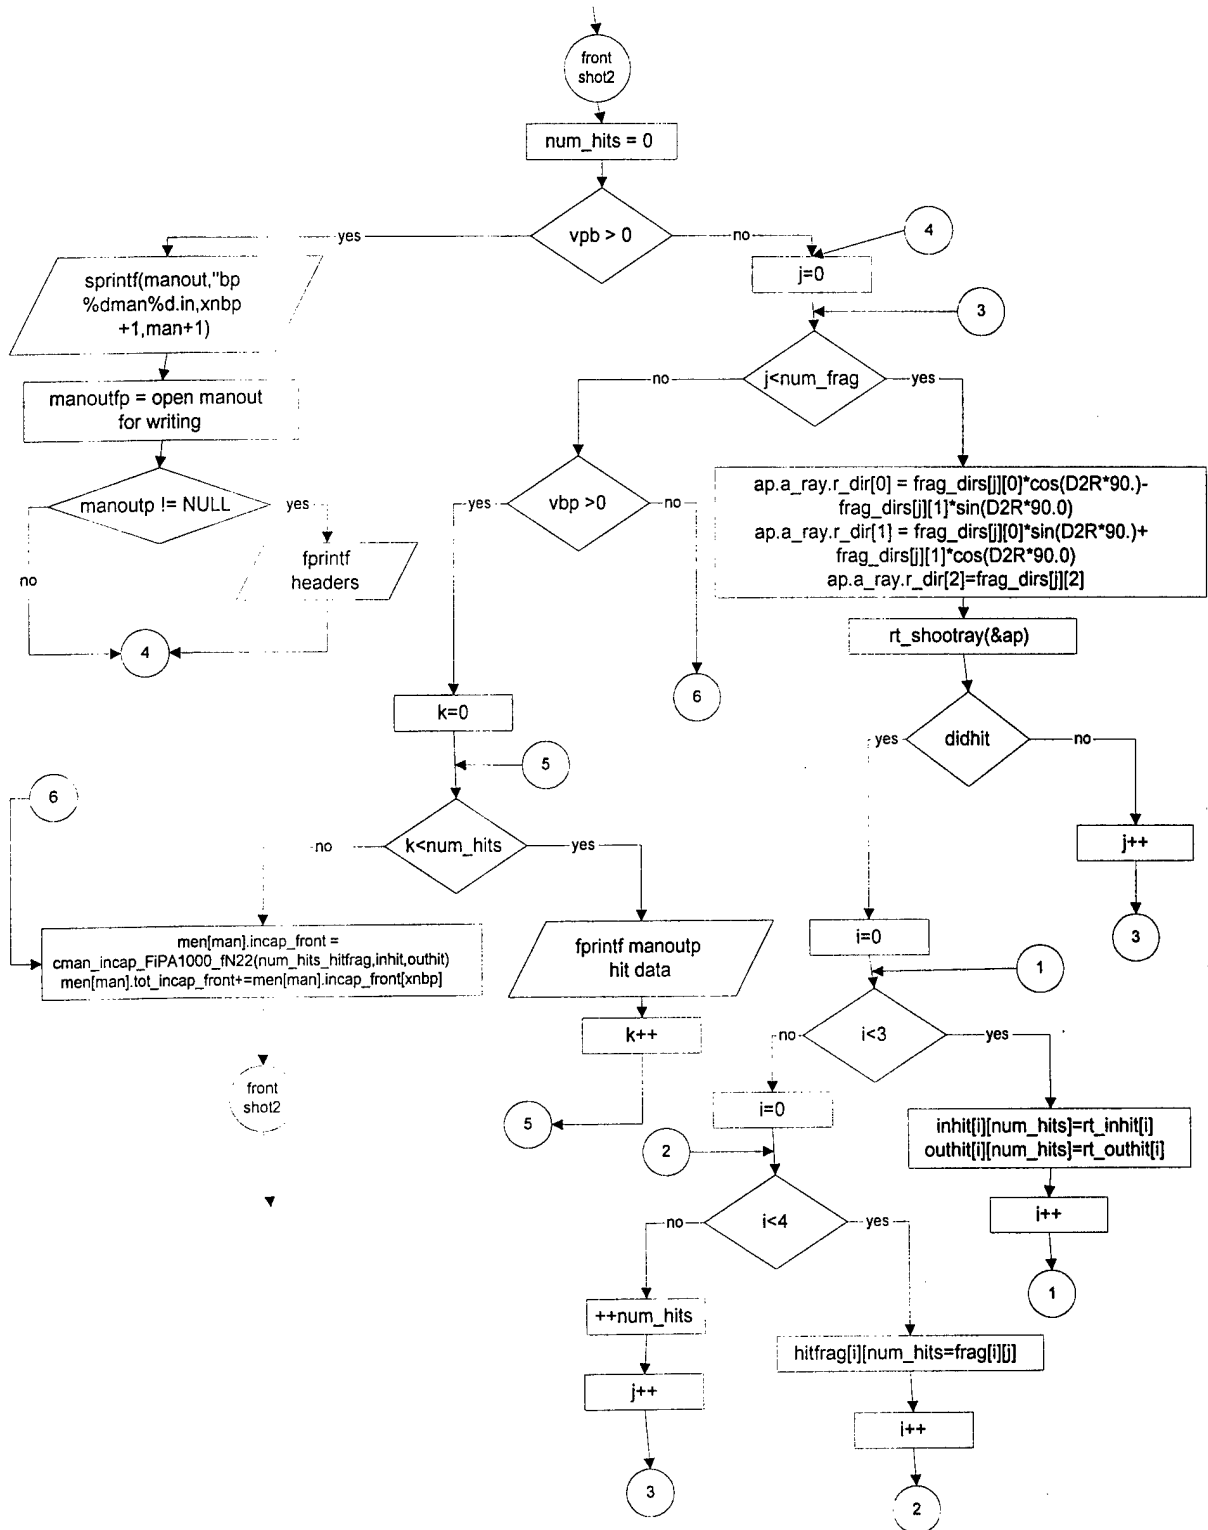 front
shot2
num_hits = 0
vpb > 0
yes
no
4
sprintf(manout,"bp
%dman%d.in,xnbp
+1,man+1)
j=0
3
manoutfp = open manout
for writing
j<num_frag
no
yes
manoutp != NULL
yes
no
fprintf
headers
4
vbp >0
yes
no
6
ap.a_ray.r_dir[0] = frag_dirs[j][0]*cos(D2R*90.)-
frag_dirs[j][1]*sin(D2R*90.0)
ap.a_ray.r_dir[1] = frag_dirs[j][0]*sin(D2R*90.)+
frag_dirs[j][1]*cos(D2R*90.0)
ap.a_ray.r_dir[2]=frag_dirs[j][2]
rt_shootray(&ap)
didhit
yes
no
j++
3
k=0
5
6
k<num_hits
no
yes
men[man].incap_front =
cman_incap_FiPA1000_fN22(num_hits_hitfrag,inhit,outhit)
men[man].tot_incap_front+=men[man].incap_front[xnbp]
front
shot2
fprintf manoutp
hit data
k++
5
i=0
1
i<3
no
yes
i=0
2
inhit[i][num_hits]=rt_inhit[i]
outhit[i][num_hits]=rt_outhit[i]
i++
1
i<4
no
yes
++num_hits
j++
3
hitfrag[i][num_hits=frag[i][j]
i++
2